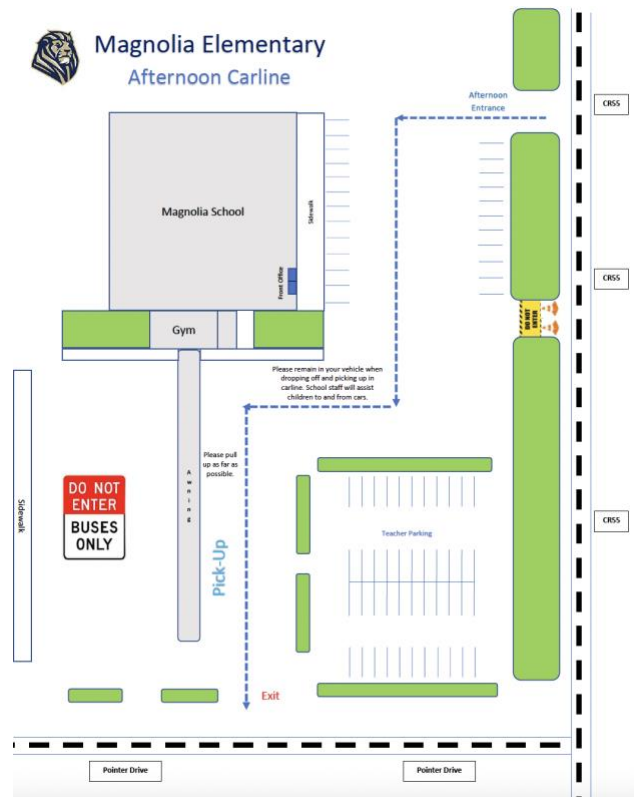 Magnolia Elementary
Afternoon Carline
Afternoon
Entrance
CR55
Magnolia School
Sidewalk
Front Office
CR55
DO NOT
ENTER
Gym
Please remain in your vehicle when
dropping off and picking up in
carline. School staff will assist
children to and from cars.
Please pull
up as far as
possible.
Awning
Sidewalk
DO NOT
ENTER
BUSES
ONLY
Pick-Up
Teacher Parking
CR55
Exit
Pointer Drive
Pointer Drive